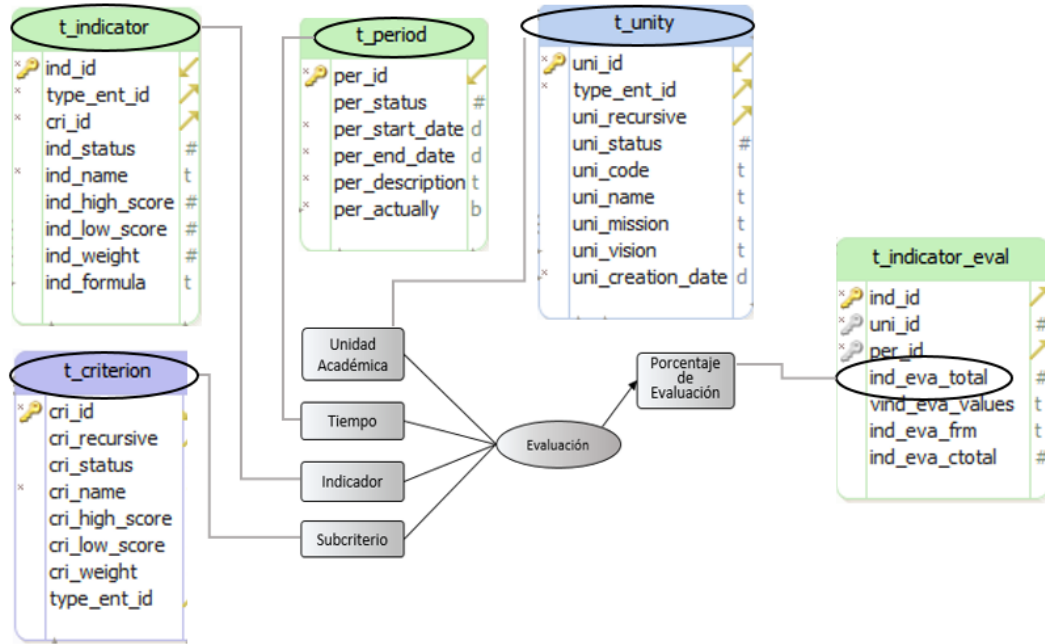 t_indicator
ind_id
type_ent_id
cri_id
ind_status #
ind_name t
ind_high_score #
ind_low_score #
ind_weight #
ind_formula t
t_period
per_id
per_status #
per_start_date d
per_end_date d
per_description t
per_actually b
t_unity
uni_id
type_ent_id
uni_recursive
uni_status #
uni_code t
uni_name t
uni_mission t
uni_vision t
uni_creation_date d
t_criterion
cri_id
cri_recursive
cri_status
cri_name
cri_high_score
cri_low_score
cri_weight
type_ent_id
Unidad
Académica
Tiempo
Indicador
Subcriterio
Evaluación
Porcentaje
de
Evaluación
t_indicator_eval
ind_id
uni_id #
per_id
ind_eva_total #
vind_eva_values t
ind_eva_frm t
ind_eva_ctotal #